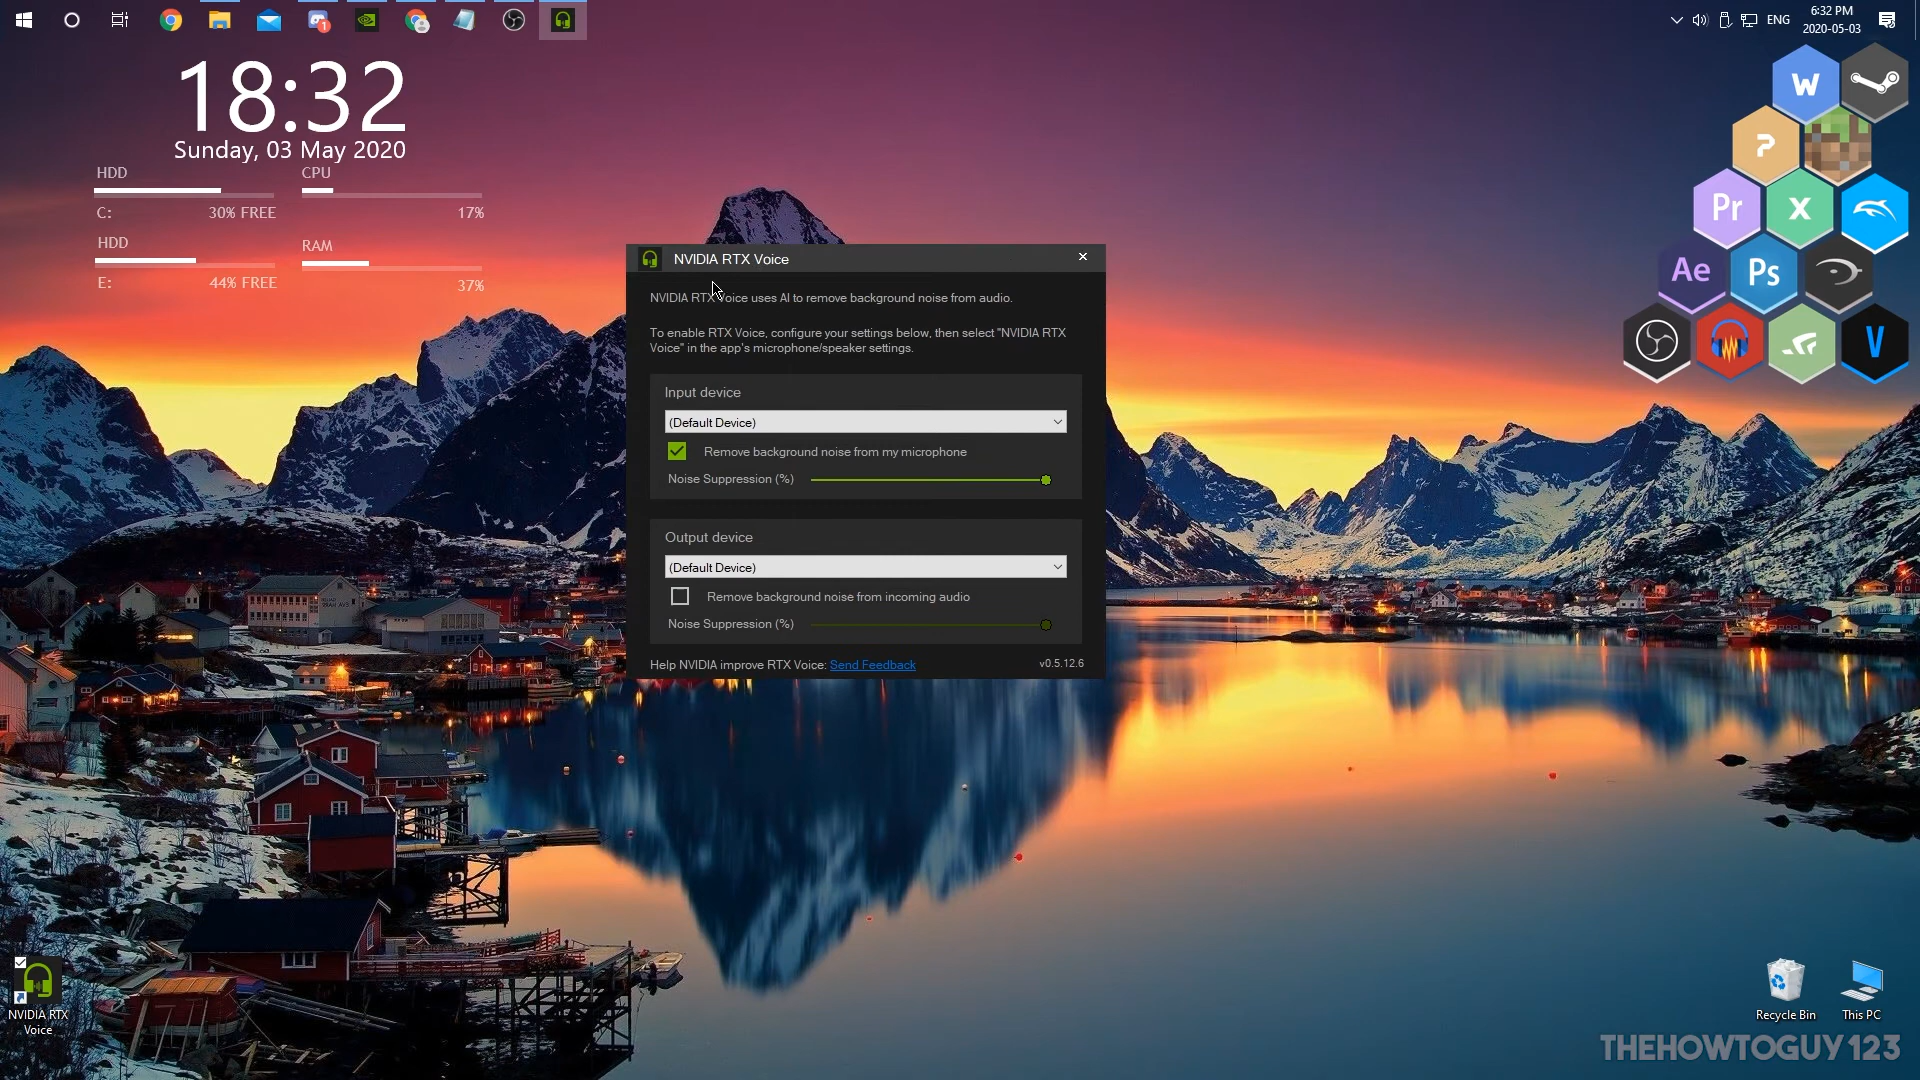 1
ENG
6:32 PM
2020-05-03
18:32
Sunday, 03 May 2020
HDD
CPU
C:
30% FREE
17%
HDD
RAM
E:
44% FREE
37%
W
P
Pr
X
Ae
Ps
V
NVIDIA RTX Voice
NVIDIA RTX Voice uses AI to remove background noise from audio.
To enable RTX Voice, configure your settings below, then select "NVIDIA RTX
Voice" in the app's microphone/speaker settings.
Input device
(Default Device)
Remove background noise from my microphone
Noise Suppression (%)
Output device
(Default Device)
Remove background noise from incoming audio
Noise Suppression (%)
Help NVIDIA improve RTX Voice: Send Feedback
v0.5.12.6
NVIDIA RTX
Voice
Recycle Bin
This PC
THEHOWTOGUY123